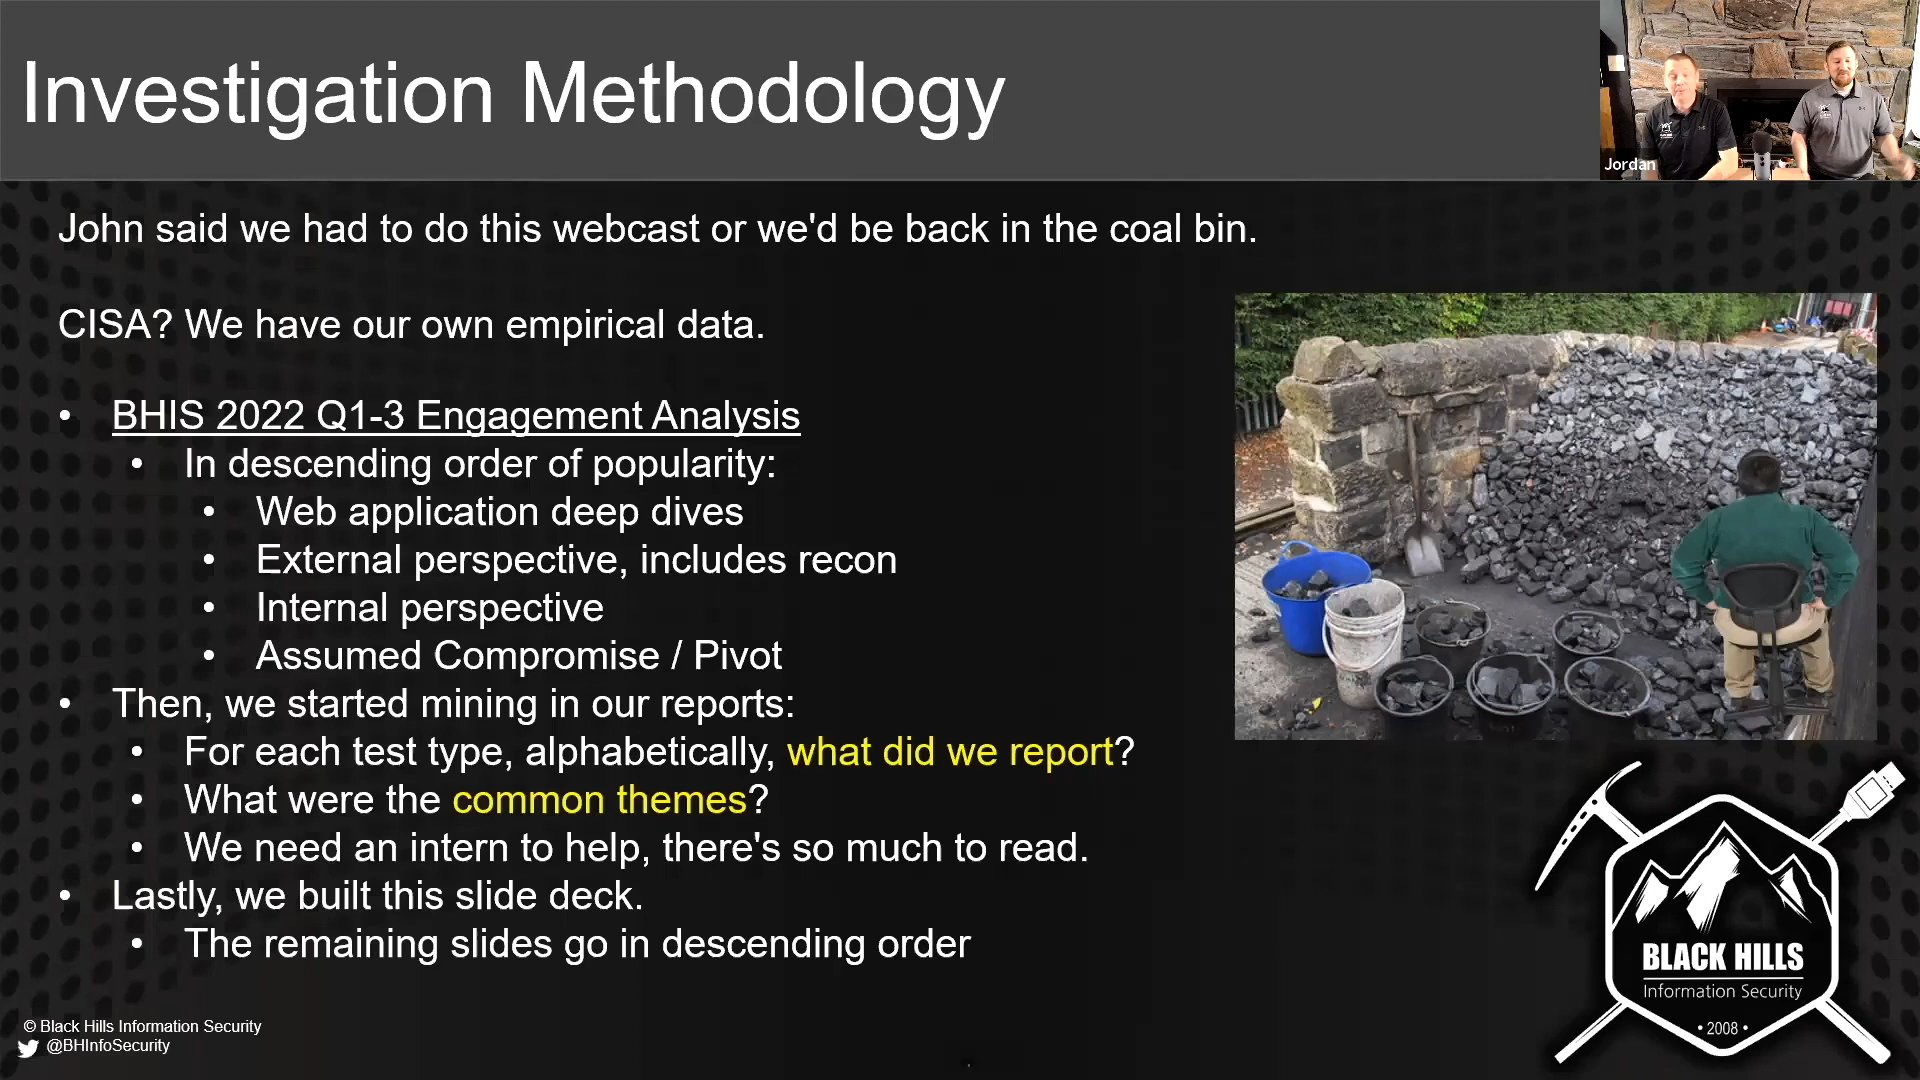 Investigation Methodology
Jordan
John said we had to do this webcast or we'd be back in the coal bin.
CISA? We have our own empirical data.
• BHIS 2022 Q1-3 Engagement Analysis
• In descending order of popularity:
• Web application deep dives
• External perspective, includes recon
• Internal perspective
• Assumed Compromise / Pivot
• Then, we started mining in our reports:
• For each test type, alphabetically, what did we report?
• What were the common themes?
• We need an intern to help, there's so much to read.
• Lastly, we built this slide deck.
• The remaining slides go in descending order
BLACK HILLS
Information Security
• 2008 •
© Black Hills Information Security
@BHInfoSecurity